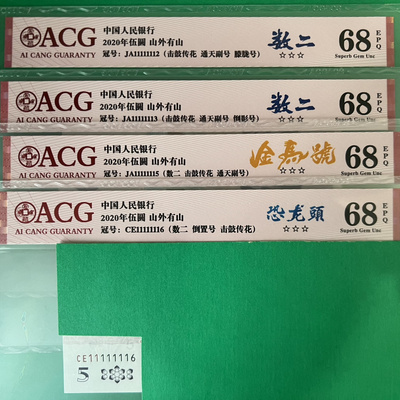 ACG
AI CANG GUARANTY
中国人民银行
2020年伍圆 山外有山
冠号: JA11111112 (击鼓传花 通天副号 朦胧号)
数二
☆☆☆
68
EPQ
Superb Gem Unc
ACG
AI CANG GUARANTY
中国人民银行
2020年伍圆 山外有山
冠号: JA11111113 (击鼓传花 通天副号 倒影号)
数二
☆☆☆
68
EPQ
Superb Gem Unc
ACG
AI CANG GUARANTY
中国人民银行
2020年伍圆 山外有山
冠号: JA11111115 (数二 击鼓传花 通天副号)
金馬號
☆☆☆
68
EPQ
Superb Gem Unc
ACG
AI CANG GUARANTY
中国人民银行
2020年伍圆 山外有山
冠号: CE11111116 (数二 倒置号 击鼓传花)
恐龙頭
☆☆☆
68
EPQ
Superb Gem Unc
CE11111116
5